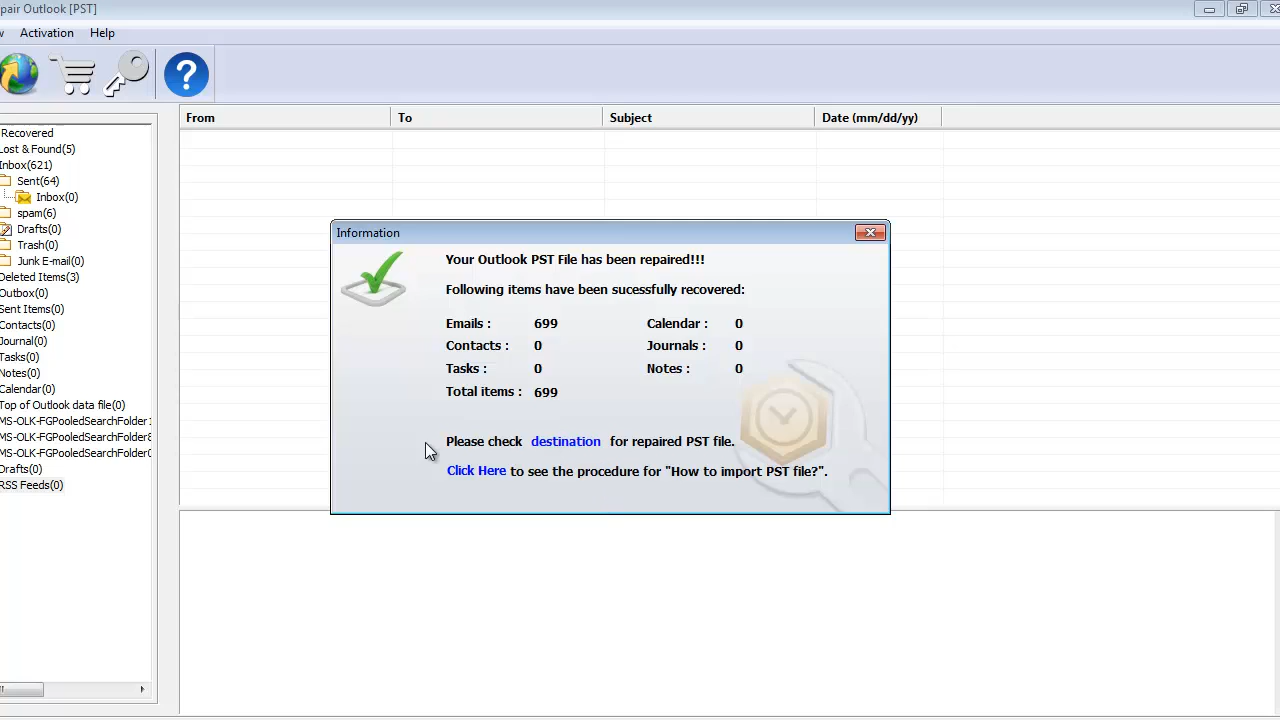 pair Outlook [PST]
w Activation Help
?
From To Subject Date (mm/dd/yy)
Recovered
Lost & Found(5)
Inbox(621)
Sent(64)
Inbox(0)
spam(6)
Drafts(0)
Trash(0)
Junk E-mail(0)
Deleted Items(3)
Outbox(0)
Sent Items(0)
Contacts(0)
Journal(0)
Tasks(0)
Notes(0)
Calendar(0)
Top of Outlook data file(0)
MS-OLK-FGPooledSearchFolder1
MS-OLK-FGPooledSearchFolder8
MS-OLK-FGPooledSearchFolder0
Drafts(0)
RSS Feeds(0)
Information
Your Outlook PST File has been repaired!!!
Following items have been sucessfully recovered:
Emails : 699 Calendar : 0
Contacts : 0 Journals : 0
Tasks : 0 Notes : 0
Total items : 699
Please check destination for repaired PST file.
Click Here to see the procedure for "How to import PST file?".